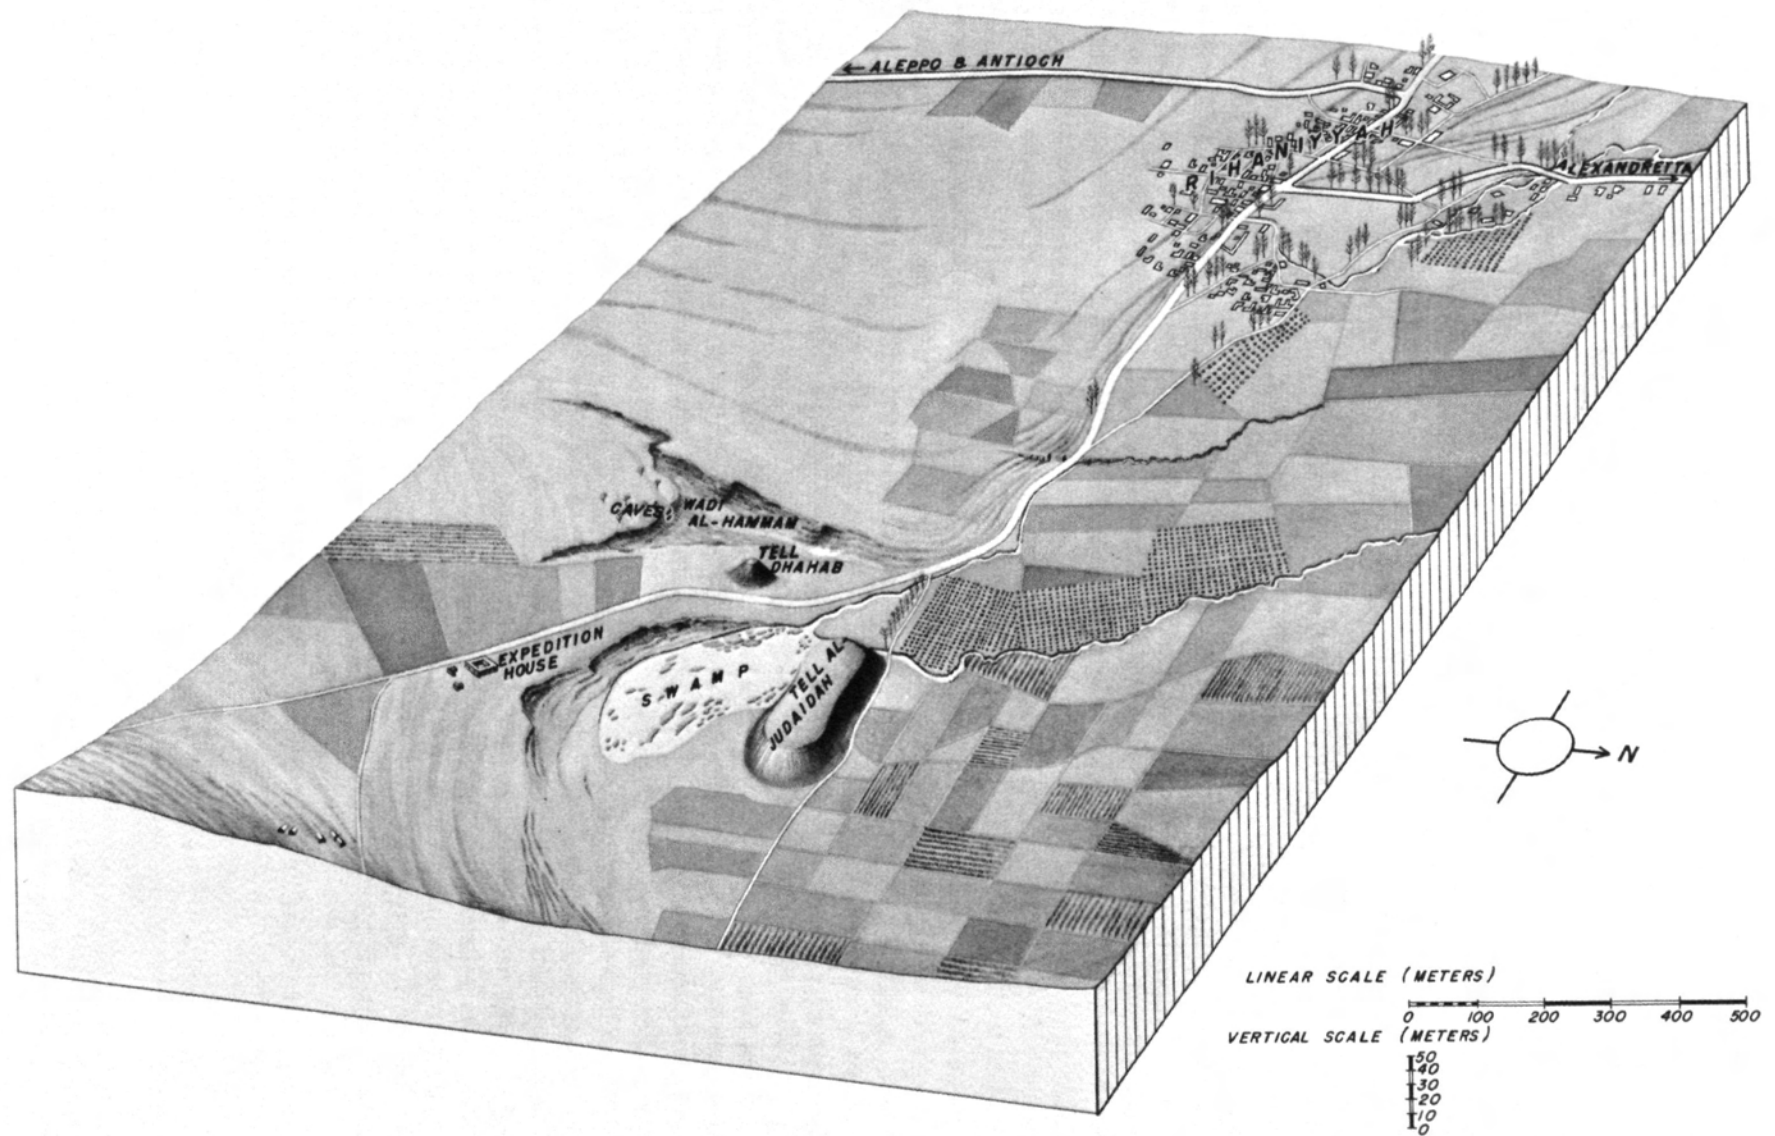 ← ALEPPO & ANTIOCH
RIHANIYYAH
ALEXANDRETTA
CAVES
WADI
AL-HAMMAM
TELL
DHAHAB
EXPEDITION
HOUSE
SWAMP
TELL AL-
JUDAIDAH
N
LINEAR SCALE (METERS)
0 100 200 300 400 500
VERTICAL SCALE (METERS)
50
40
30
20
10
0